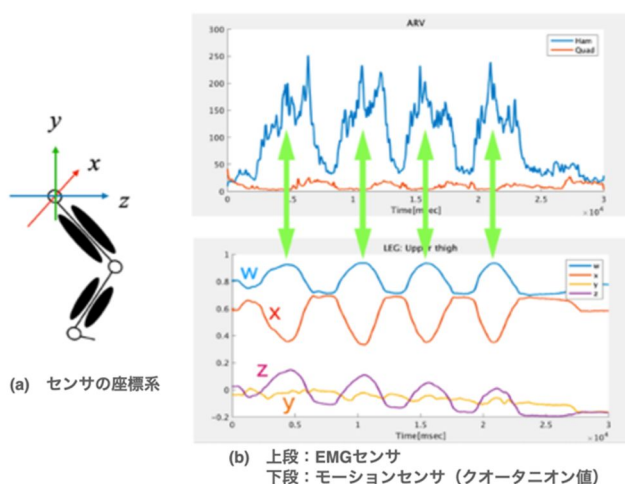 ARV
300
250
200
150
100
50
0
Ham
Quad
0 0.5 1 1.5 2 2.5 3
Time[msec]
×10⁴
y
x
z
(a) センサの座標系
LEG: Upper thigh
1
0.8
0.6
0.4
0.2
0
-0.2
w
x
z
y
w
x
y
z
0 0.5 1 1.5 2 2.5 3
Time[msec]
×10⁴
(b) 上段：EMGセンサ
下段：モーションセンサ（クオータニオン値）